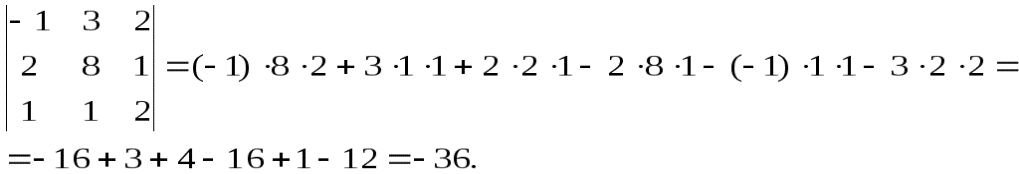 | - 1 3 2 |
| 2 8 1 | = (- 1) · 8 · 2 + 3 · 1 · 1 + 2 · 2 · 1 - 2 · 8 · 1 - (- 1) · 1 · 1 - 3 · 2 · 2 =
| 1 1 2 |
= - 16 + 3 + 4 - 16 + 1 - 12 = - 36.